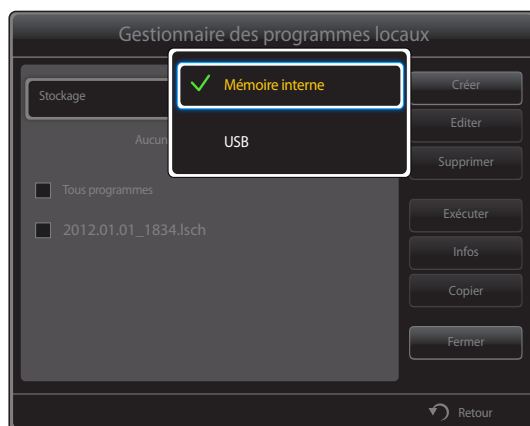 Gestionnaire des programmes locaux
Stockage
Mémoire interne
USB
Aucun
Tous programmes
2012.01.01_1834.lsch
Créer
Editer
Supprimer
Exécuter
Infos
Copier
Fermer
Retour